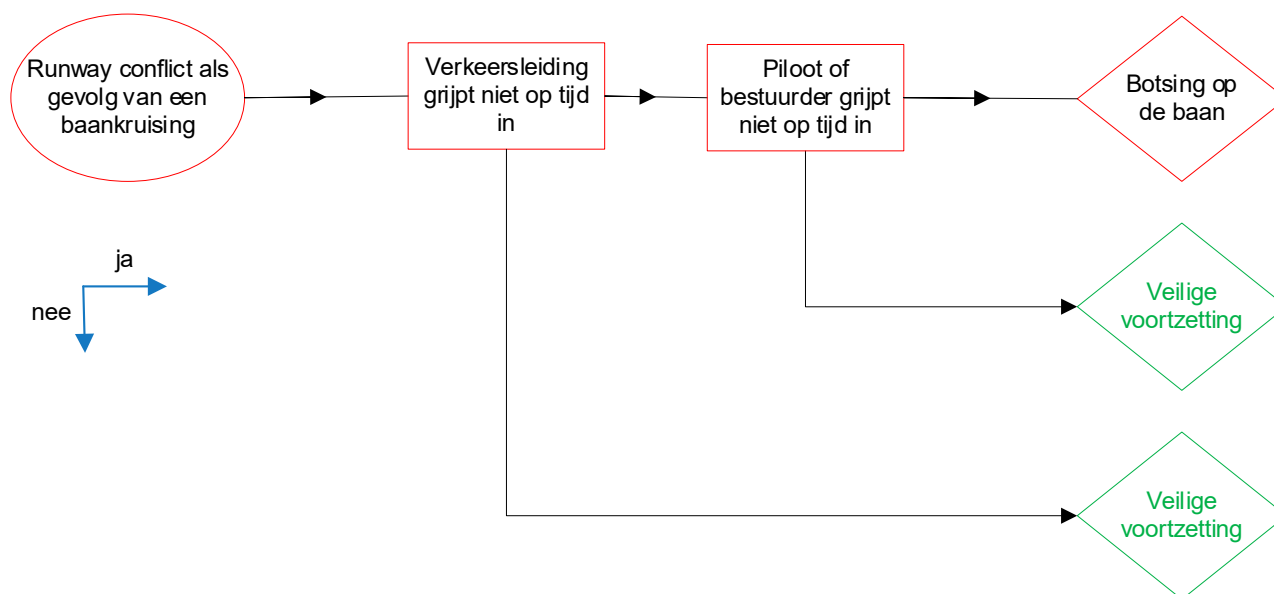 Runway conflict als
gevolg van een
baankruising
Verkeersleiding
grijpt niet op tijd
in
Piloot of
bestuurder grijpt
niet op tijd in
Botsing op
de baan
ja
nee
Veilige
voortzetting
Veilige
voortzetting